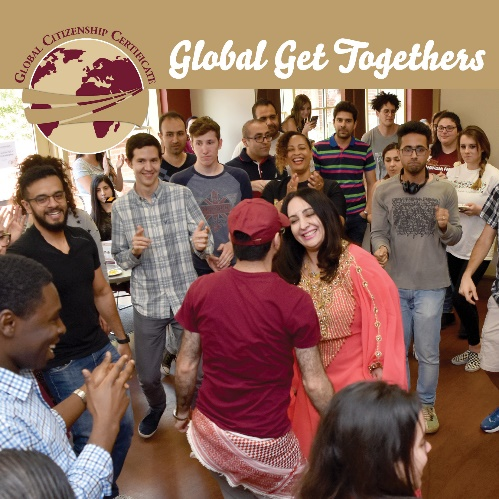 GLOBAL CITIZENSHIP CERTIFICATE
Global Get Togethers